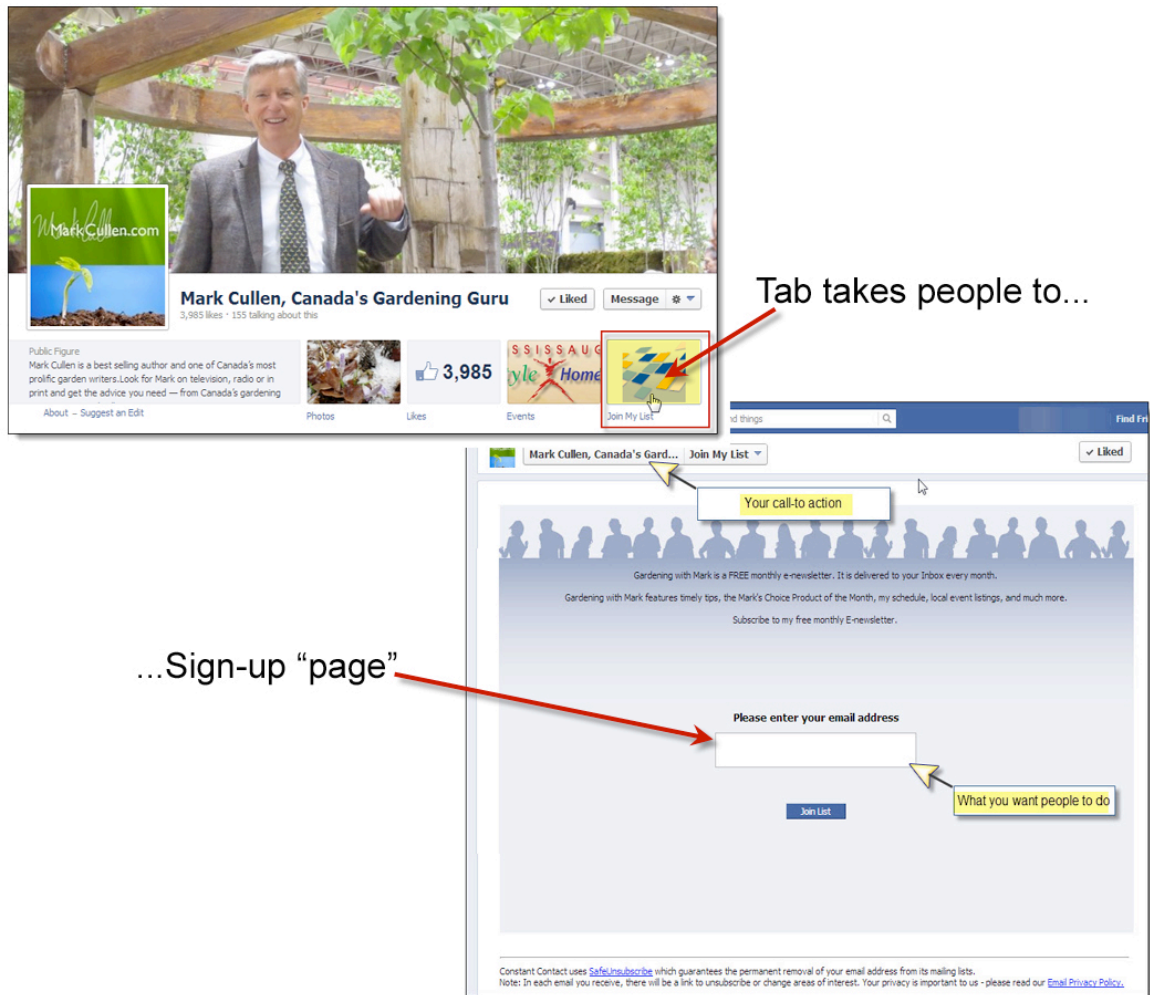 MarkCullen.com
Mark Cullen, Canada's Gardening Guru
3,985 likes · 155 talking about this
✓ Liked
Message
Public Figure
Mark Cullen is a best selling author and one of Canada's most
prolific garden writers.Look for Mark on television, radio or in
print and get the advice you need — from Canada's gardening
About – Suggest an Edit
Photos
3,985
Likes
SSISSAUG
yle Home
Events
Join My List
Tab takes people to...
nd things
Find Fri
Mark Cullen, Canada's Gard...
Join My List
✓ Liked
Your call-to action
Gardening with Mark is a FREE monthly e-newsletter. It is delivered to your Inbox every month.
Gardening with Mark features timely tips, the Mark's Choice Product of the Month, my schedule, local event listings, and much more.
Subscribe to my free monthly E-newsletter.
...Sign-up “page”
Please enter your email address
What you want people to do
Join List
Constant Contact uses SafeUnsubscribe which guarantees the permanent removal of your email address from its mailing lists.
Note: In each email you receive, there will be a link to unsubscribe or change areas of interest. Your privacy is important to us - please read our Email Privacy Policy.